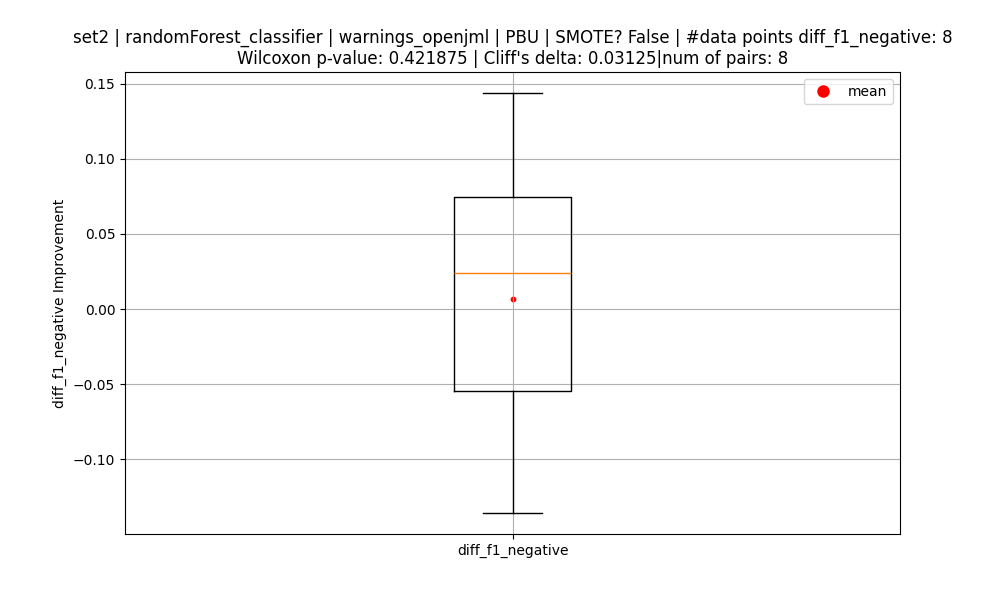 set2 | randomForest_classifier | warnings_openjml | PBU | SMOTE? False | #data points diff_f1_negative: 8
Wilcoxon p-value: 0.421875 | Cliff's delta: 0.03125|num of pairs: 8
mean
0.15
0.10
0.05
0.00
−0.05
−0.10
diff_f1_negative Improvement
diff_f1_negative